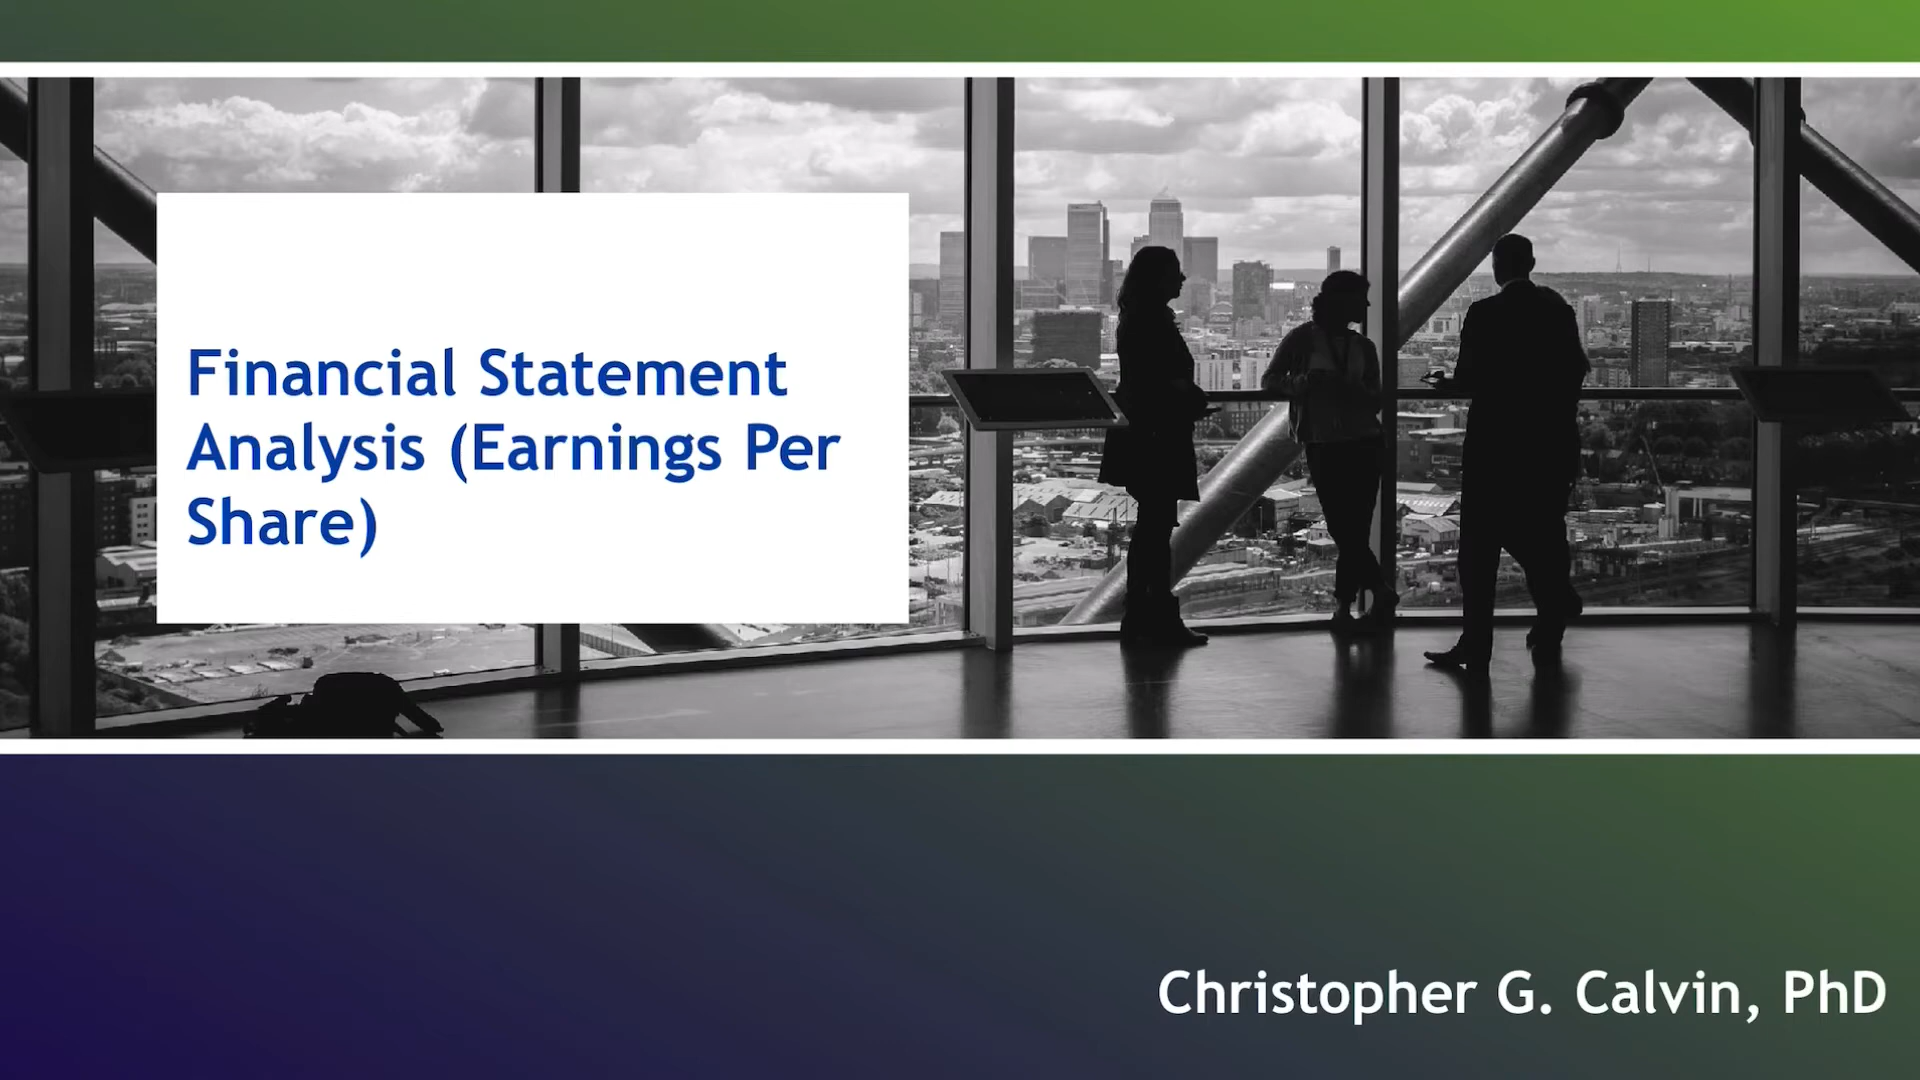 Financial Statement
Analysis (Earnings Per
Share)
Christopher G. Calvin, PhD